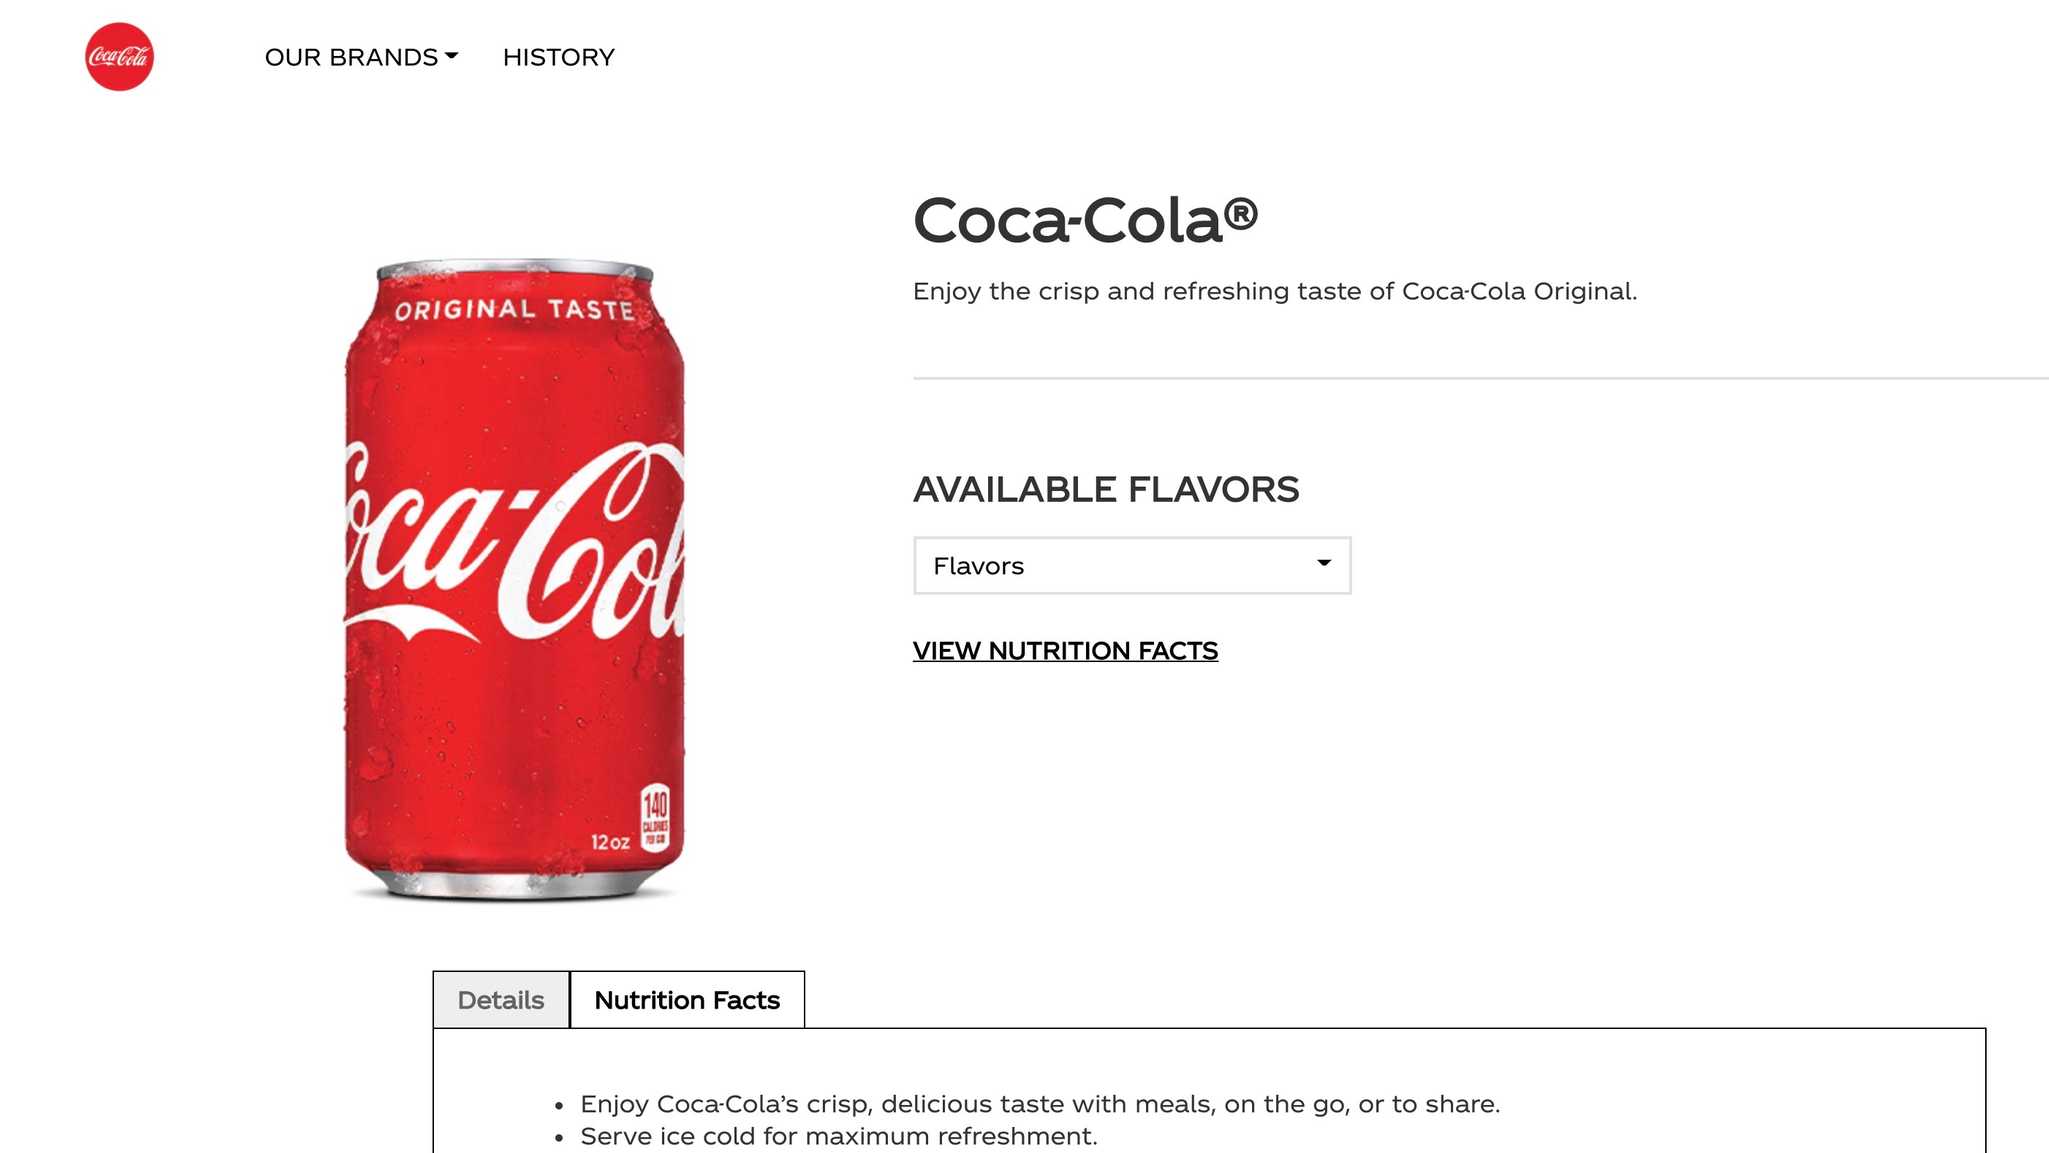 Coca-Cola
OUR BRANDS
HISTORY
Coca-Cola®
Enjoy the crisp and refreshing taste of Coca-Cola Original.
ORIGINAL TASTE
Coca-Cola
12 oz
140
CALORIES
PER CAN
AVAILABLE FLAVORS
Flavors
VIEW NUTRITION FACTS
Details
Nutrition Facts
• Enjoy Coca-Cola’s crisp, delicious taste with meals, on the go, or to share.
• Serve ice cold for maximum refreshment.